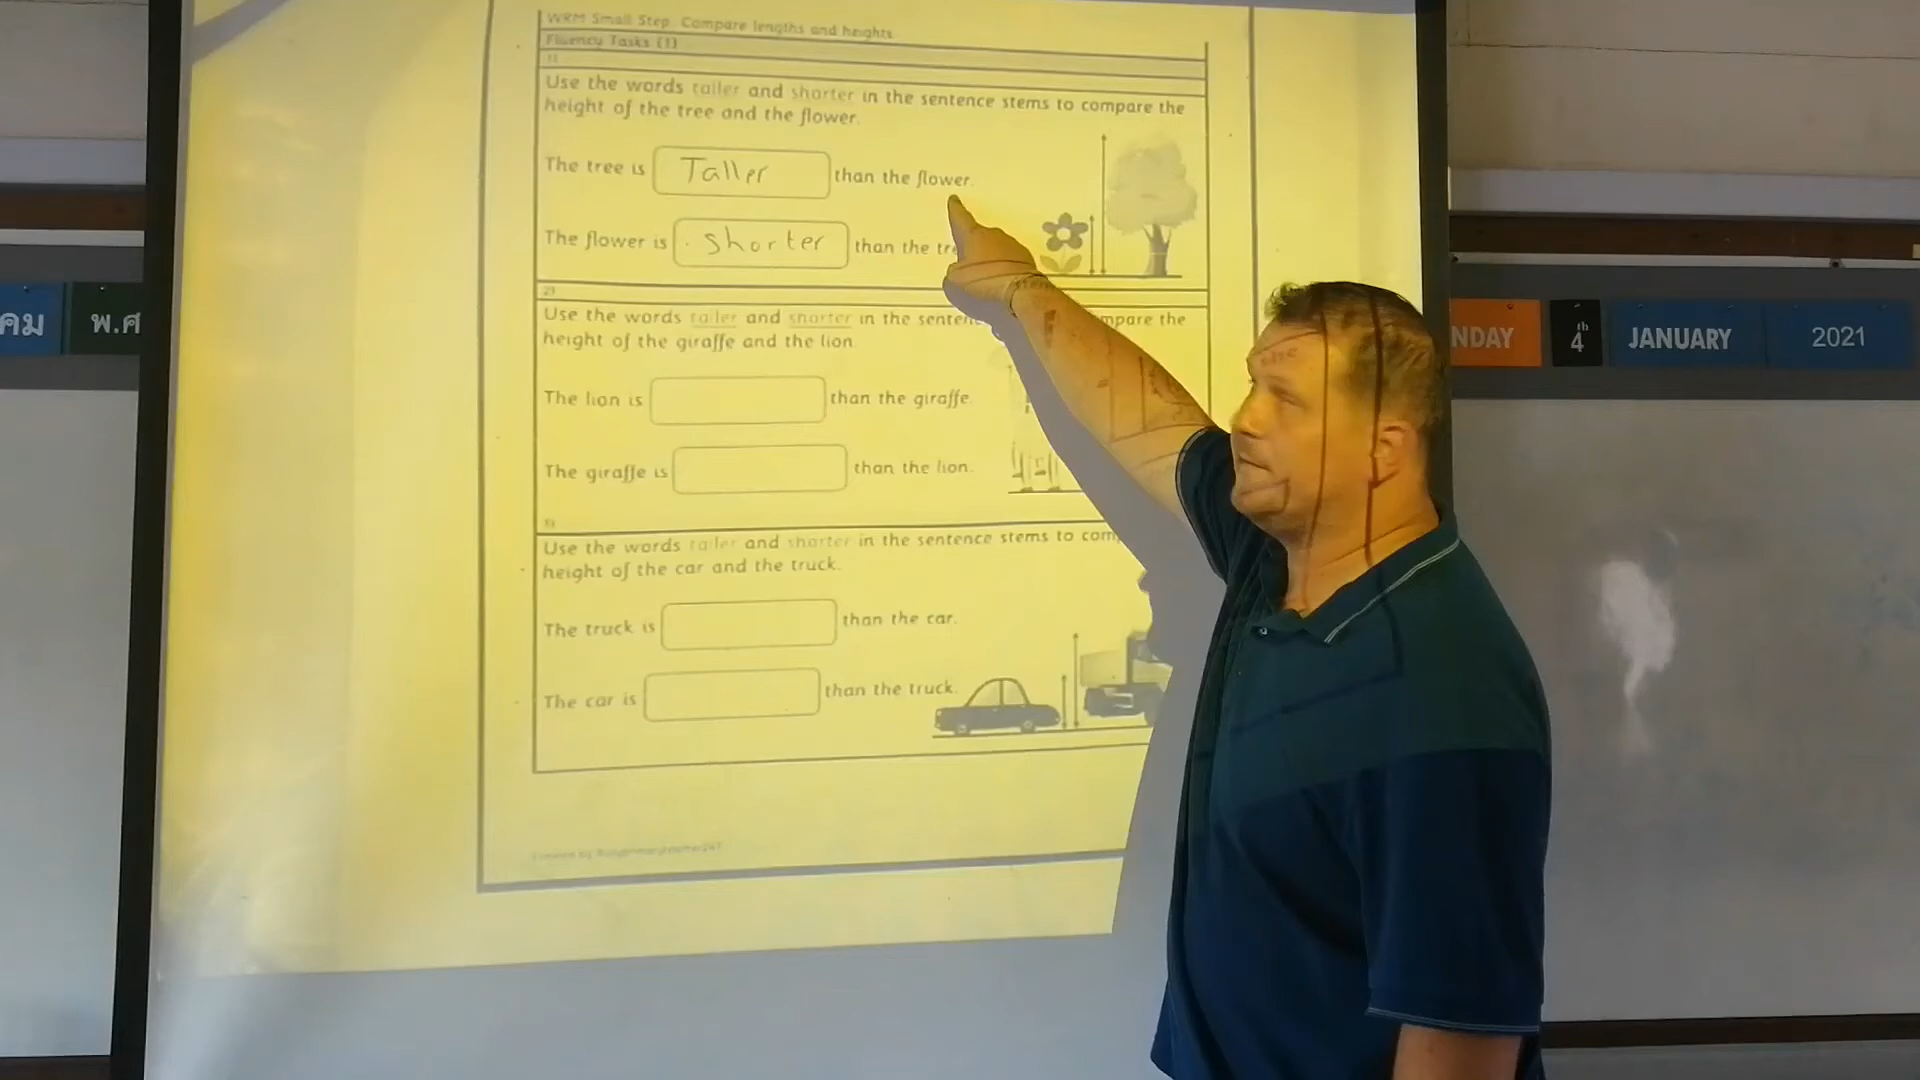 WRM Small Step: Compare lengths and heights
Fluency Tasks (1)
1)
Use the words taller and shorter in the sentence stems to compare the
height of the tree and the flower.
The tree is Taller than the flower.
The flower is shorter than the
2)
Use the words taller and shorter in the
height of the giraffe and the lion.
The lion is than the giraffe.
The giraffe is than the lion.
3)
Use the words taller and shorter in the sentence stems to
height of the car and the truck.
The truck is than the car.
The car is than the truck.
คม พ.ศ
NDAY 4th JANUARY 2021